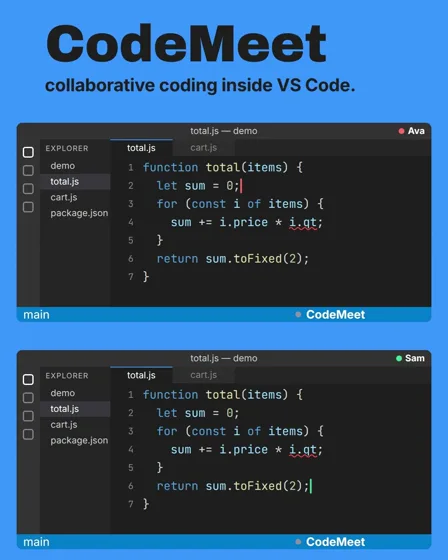 CodeMeet
collaborative coding inside VS Code.
total.js — demo
Ava
EXPLORER
demo
total.js
cart.js
package.json
total.js cart.js
1 function total(items) {
2 let sum = 0;
3 for (const i of items) {
4 sum += i.price * i.qt;
5 }
6 return sum.toFixed(2);
7 }
main
CodeMeet
total.js — demo
Sam
EXPLORER
demo
total.js
cart.js
package.json
total.js cart.js
1 function total(items) {
2 let sum = 0;
3 for (const i of items) {
4 sum += i.price * i.qt;
5 }
6 return sum.toFixed(2);
7 }
main
CodeMeet